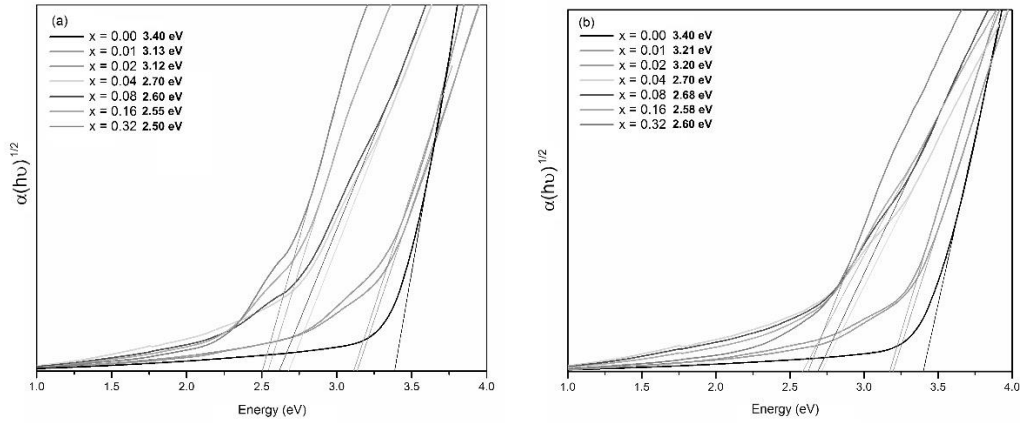 (a)
x = 0.00 3.40 eV
x = 0.01 3.13 eV
x = 0.02 3.12 eV
x = 0.04 2.70 eV
x = 0.08 2.60 eV
x = 0.16 2.55 eV
x = 0.32 2.50 eV
α(hυ)^1/2
1.0 1.5 2.0 2.5 3.0 3.5 4.0
Energy (eV)
(b)
x = 0.00 3.40 eV
x = 0.01 3.21 eV
x = 0.02 3.20 eV
x = 0.04 2.70 eV
x = 0.08 2.68 eV
x = 0.16 2.58 eV
x = 0.32 2.60 eV
α(hυ)^1/2
1.0 1.5 2.0 2.5 3.0 3.5 4.0
Energy (eV)